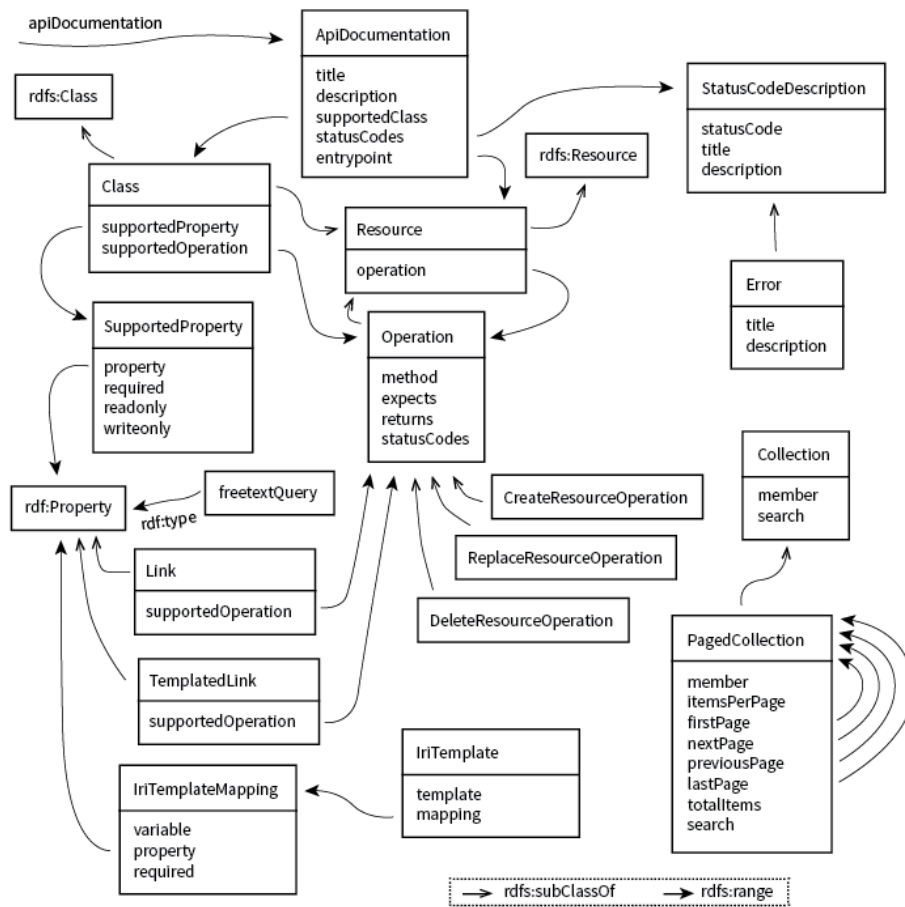 apiDocumentation
ApiDocumentation
title
description
supportedClass
statusCodes
entrypoint
rdfs:Class
StatusCodeDescription
statusCode
title
description
rdfs:Resource
Class
supportedProperty
supportedOperation
Resource
operation
Error
title
description
SupportedProperty
property
required
readonly
writeonly
Operation
method
expects
returns
statusCodes
Collection
member
search
rdf:Property
rdf:type
freetextQuery
CreateResourceOperation
ReplaceResourceOperation
DeleteResourceOperation
Link
supportedOperation
TemplatedLink
supportedOperation
PagedCollection
member
itemsPerPage
firstPage
nextPage
previousPage
lastPage
totalItems
search
IriTemplateMapping
variable
property
required
IriTemplate
template
mapping
rdfs:subClassOf
rdfs:range